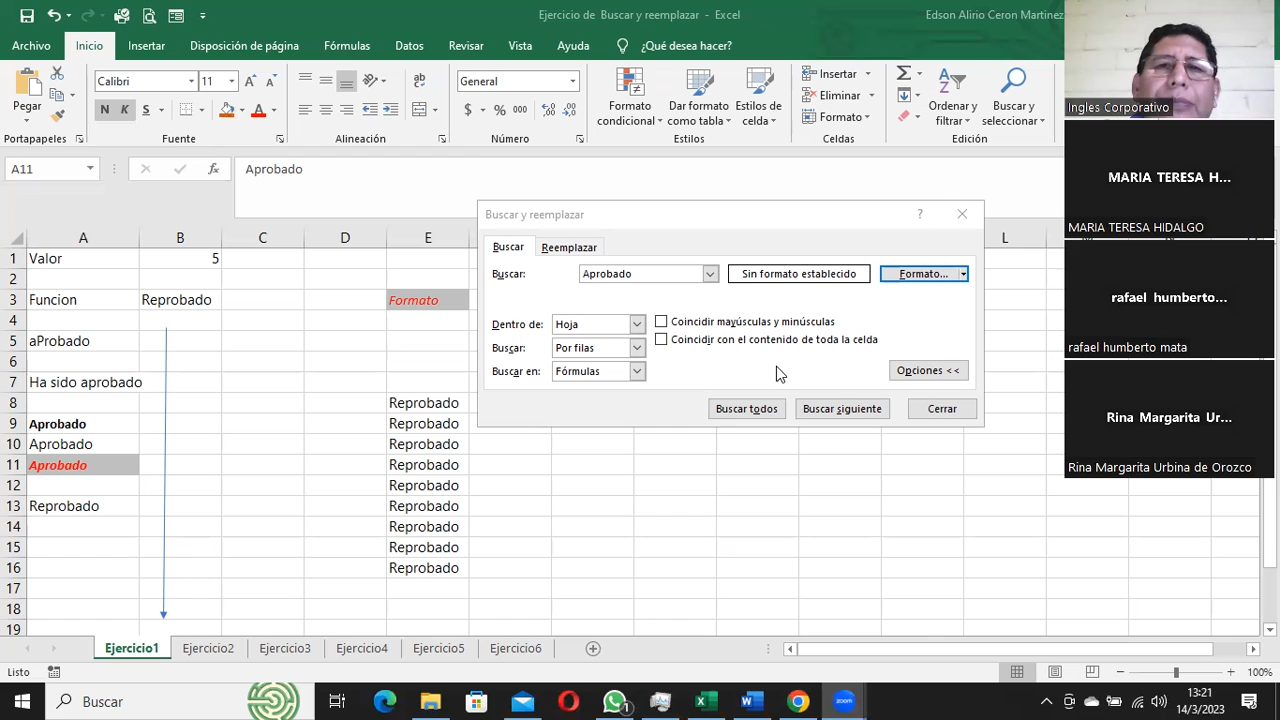 Ejercicio de Buscar y reemplazar - Excel
Edson Alirio Ceron Martinez
Archivo Inicio Insertar Disposición de página Fórmulas Datos Revisar Vista Ayuda ¿Qué desea hacer?
Pegar
Calibri 11
N K S
General
$ % 000
Formato condicional
Dar formato como tabla
Estilos de celda
Insertar
Eliminar
Formato
Ordenar y filtrar
Buscar y seleccionar
Portapapeles Fuente Alineación Número Estilos Celdas Edición
A11 fx Aprobado
A B C D E L
1 Valor 5
2
3 Funcion Reprobado Formato
4
5 aProbado
6
7 Ha sido aprobado
8 Reprobado
9 Aprobado Reprobado
10 Aprobado Reprobado
11 Aprobado Reprobado
12 Reprobado
13 Reprobado Reprobado
14 Reprobado
15 Reprobado
16 Reprobado
17
18
19
Buscar y reemplazar ?
Buscar Reemplazar
Buscar: Aprobado Sin formato establecido Formato...
Dentro de: Hoja Coincidir mayúsculas y minúsculas
Buscar: Por filas Coincidir con el contenido de toda la celda
Buscar en: Fórmulas Opciones <<
Buscar todos Buscar siguiente Cerrar
Ingles Corporativo
MARIA TERESA H...
MARIA TERESA HIDALGO
rafael humberto...
rafael humberto mata
Rina Margarita Ur...
Rina Margarita Urbina de Orozco
Ejercicio1 Ejercicio2 Ejercicio3 Ejercicio4 Ejercicio5 Ejercicio6
Listo 100%
Buscar
13:21
14/3/2023